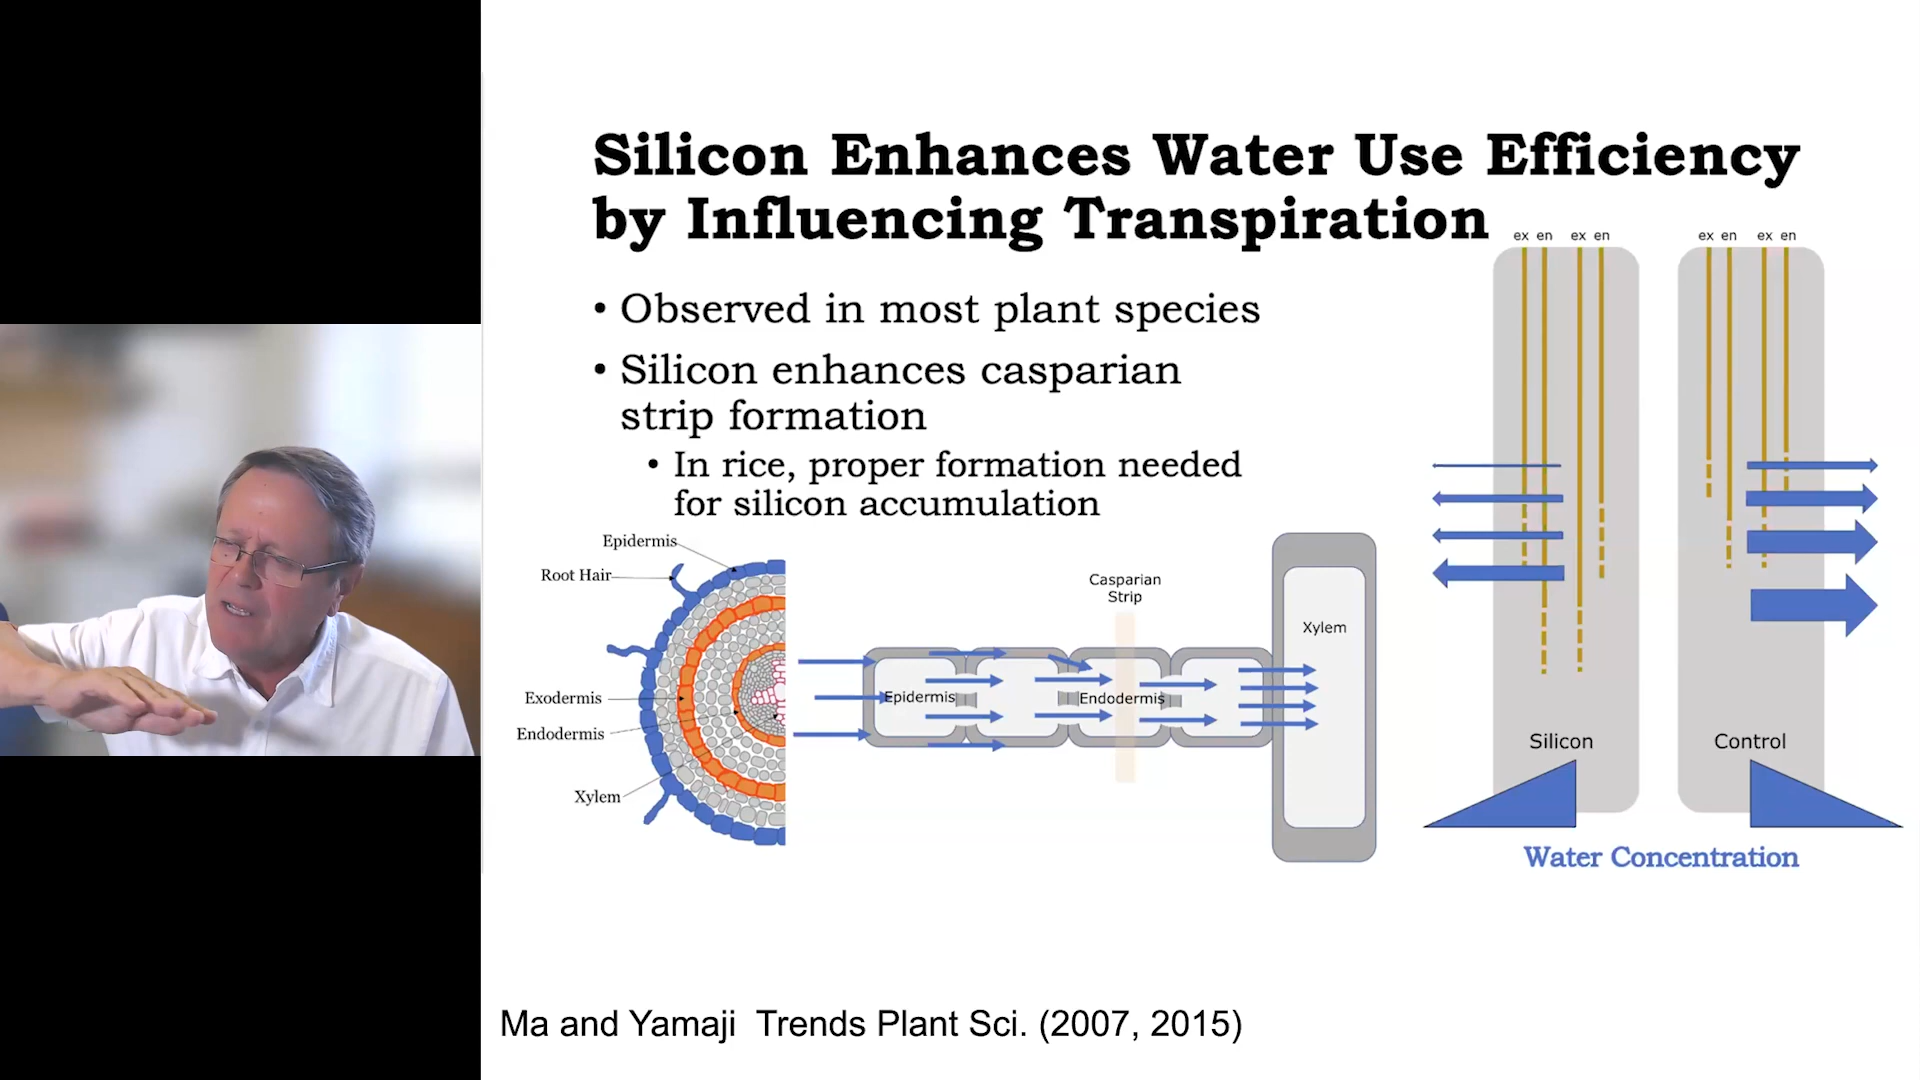 Silicon Enhances Water Use Efficiency
by Influencing Transpiration
ex en ex en
ex en ex en
• Observed in most plant species
• Silicon enhances casparian
strip formation
• In rice, proper formation needed
for silicon accumulation
Epidermis
Root Hair
Exodermis
Endodermis
Xylem
Casparian
Strip
Epidermis
Endodermis
Xylem
Silicon
Control
Water Concentration
Ma and Yamaji Trends Plant Sci. (2007, 2015)